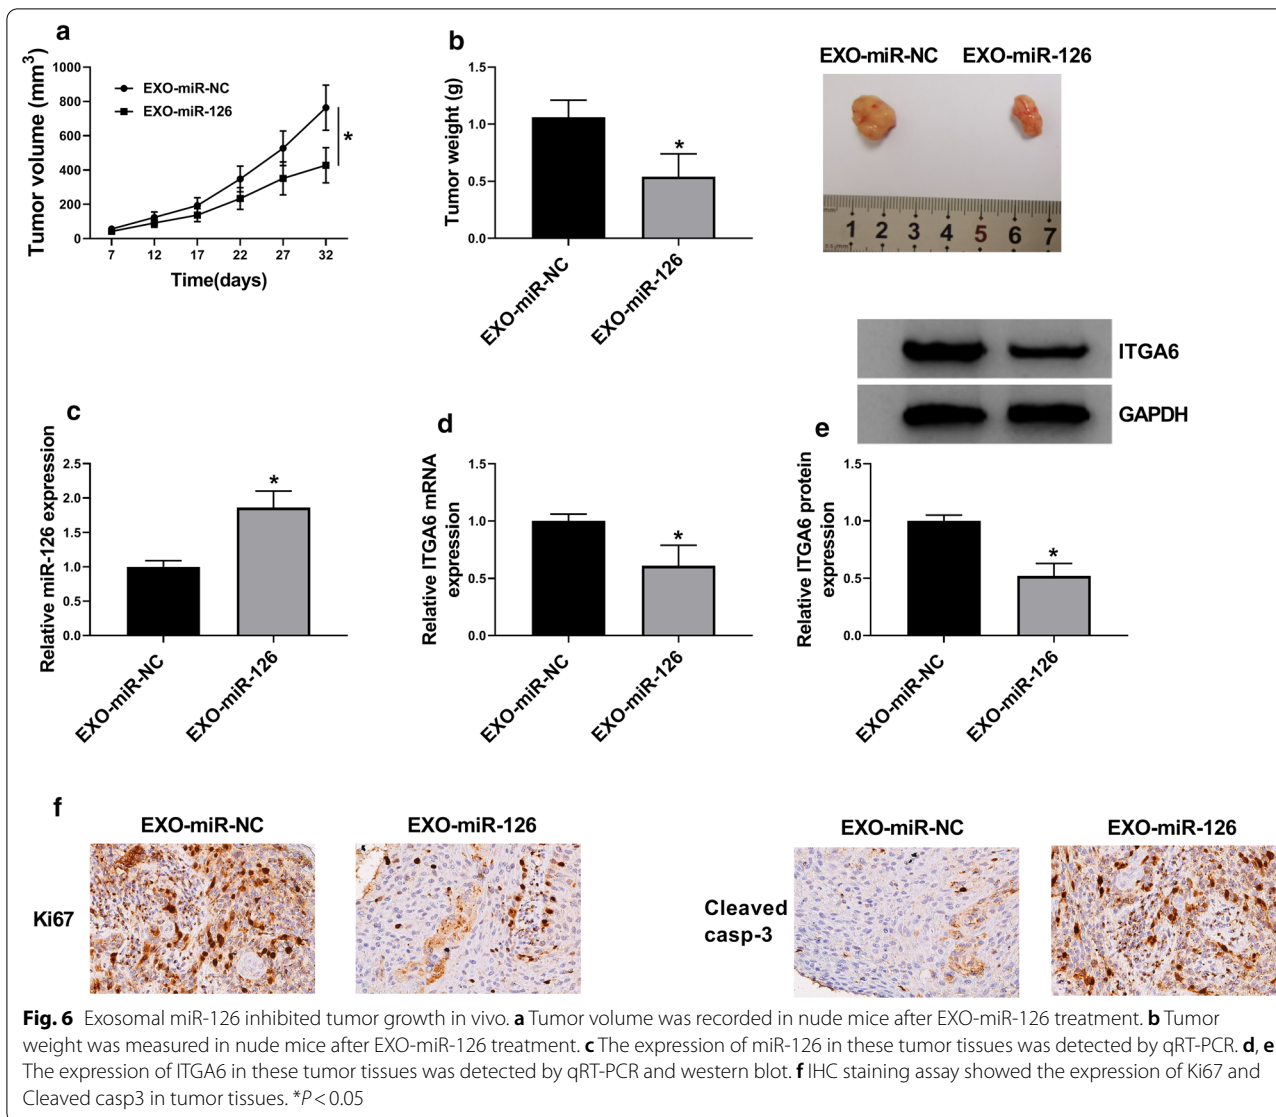 a
Tumor volume (mm3)
1000
800
600
400
200
0
EXO-miR-NC
EXO-miR-126
*
7 12 17 22 27 32
Time(days)
b
Tumor weight (g)
1.5
1.0
0.5
0.0
*
EXO-miR-NC
EXO-miR-126
EXO-miR-NC EXO-miR-126
1 2 3 4 5 6 7
c
Relative miR-126 expression
2.5
2.0
1.5
1.0
0.5
0.0
*
EXO-miR-NC
EXO-miR-126
d
Relative ITGA6 mRNA
expression
1.5
1.0
0.5
0.0
*
EXO-miR-NC
EXO-miR-126
ITGA6
GAPDH
e
Relative ITGA6 protein
expression
1.5
1.0
0.5
0.0
*
EXO-miR-NC
EXO-miR-126
f
EXO-miR-NC EXO-miR-126
Ki67
EXO-miR-NC EXO-miR-126
Cleaved
casp-3
Fig. 6 Exosomal miR-126 inhibited tumor growth in vivo. a Tumor volume was recorded in nude mice after EXO-miR-126 treatment. b Tumor
weight was measured in nude mice after EXO-miR-126 treatment. c The expression of miR-126 in these tumor tissues was detected by qRT-PCR. d, e
The expression of ITGA6 in these tumor tissues was detected by qRT-PCR and western blot. f IHC staining assay showed the expression of Ki67 and
Cleaved casp3 in tumor tissues. *P < 0.05